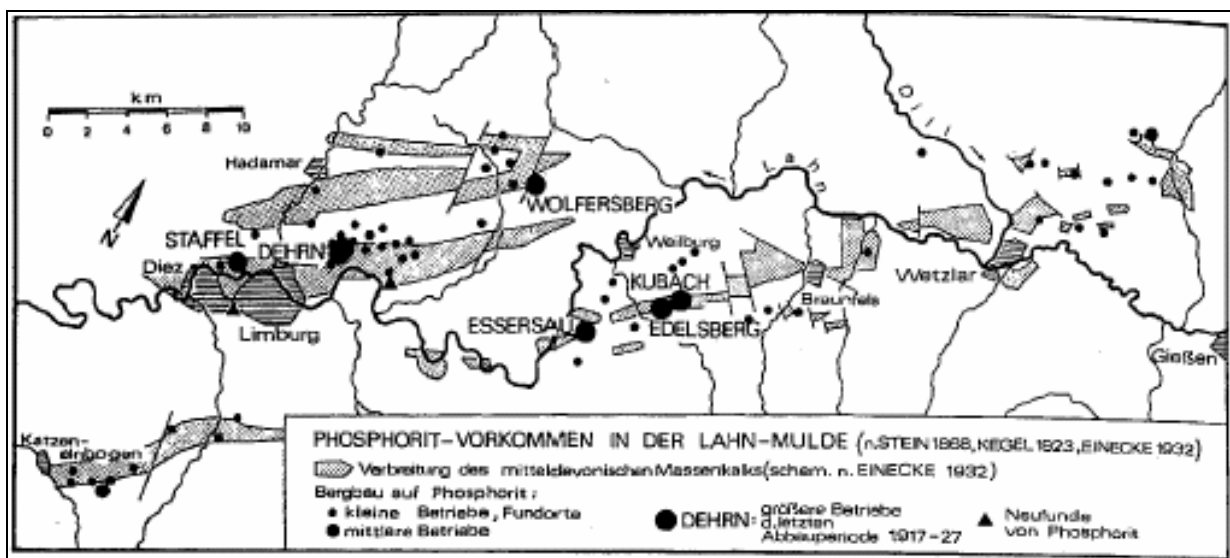 km
0 2 4 6 8 10
N
Hadamar
Dill
Lahn
WOLFERSBERG
STAFFEL
DEHRN
Diez
Weilburg
KUBACH
Wetzlar
Braunfels
Limburg
ESSERSAU
EDELSBERG
Gießen
Katzen-
elnbogen
PHOSPHORIT-VORKOMMEN IN DER LAHN-MULDE (n.STEIN 1868, KEGEL 1923, EINECKE 1932)
Verbreitung des mitteldevonischen Massenkalks (schem. n. EINECKE 1932)
Bergbau auf Phosphorit:
kleine Betriebe, Fundorte
mittlere Betriebe
DEHRN: größere Betriebe
d.letzten
Abbauperiode 1917-27
Neufunde
von Phosphorit